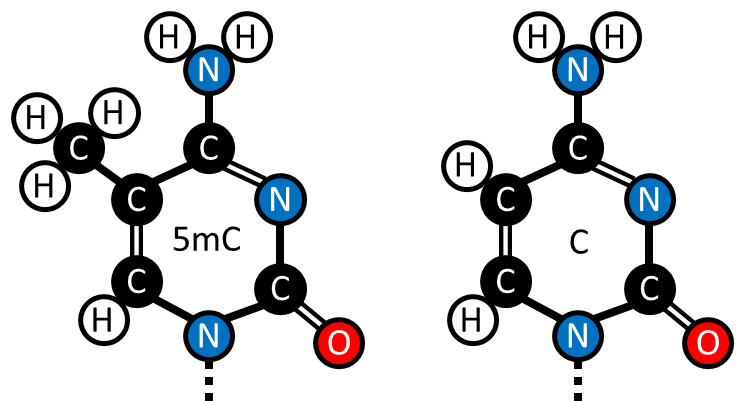 H H H H
N N
H H
C C C
H H
C N C N
5mC C
C C C C
H H
N O N O